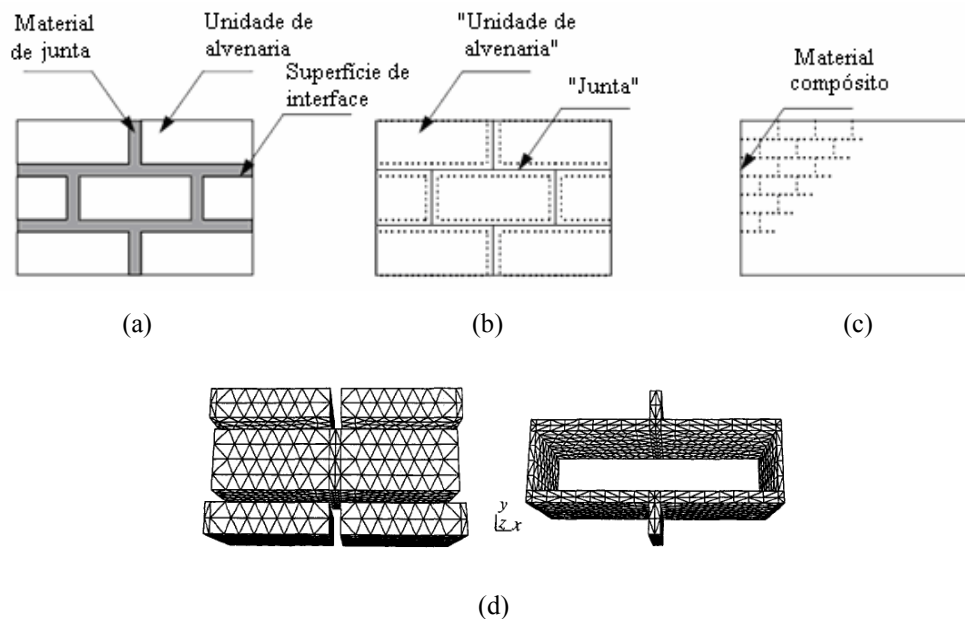 Material
de junta
Unidade de
alvenaria
Superfície de
interface
"Unidade de
alvenaria"
"Junta"
Material
compósito
(a)
(b)
(c)
y
z x
(d)